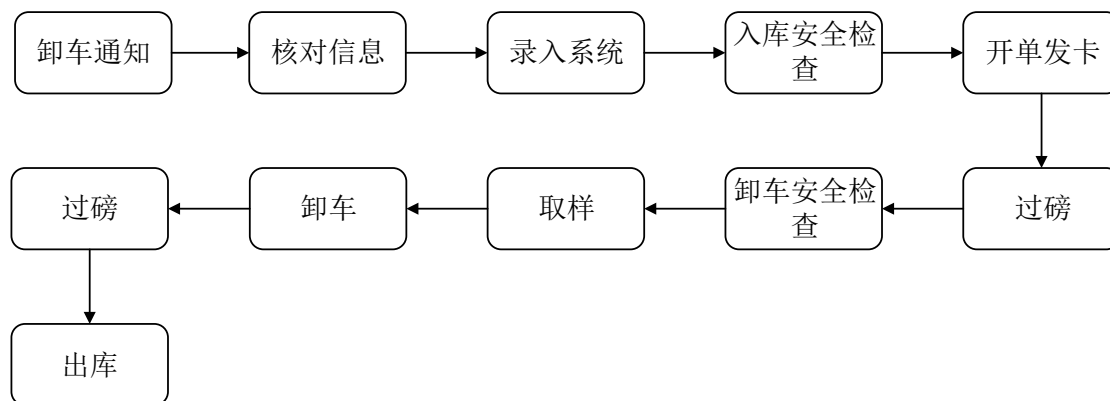 卸车通知
核对信息
录入系统
入库安全检
查
开单发卡
过磅
卸车
取样
卸车安全检
查
过磅
出库